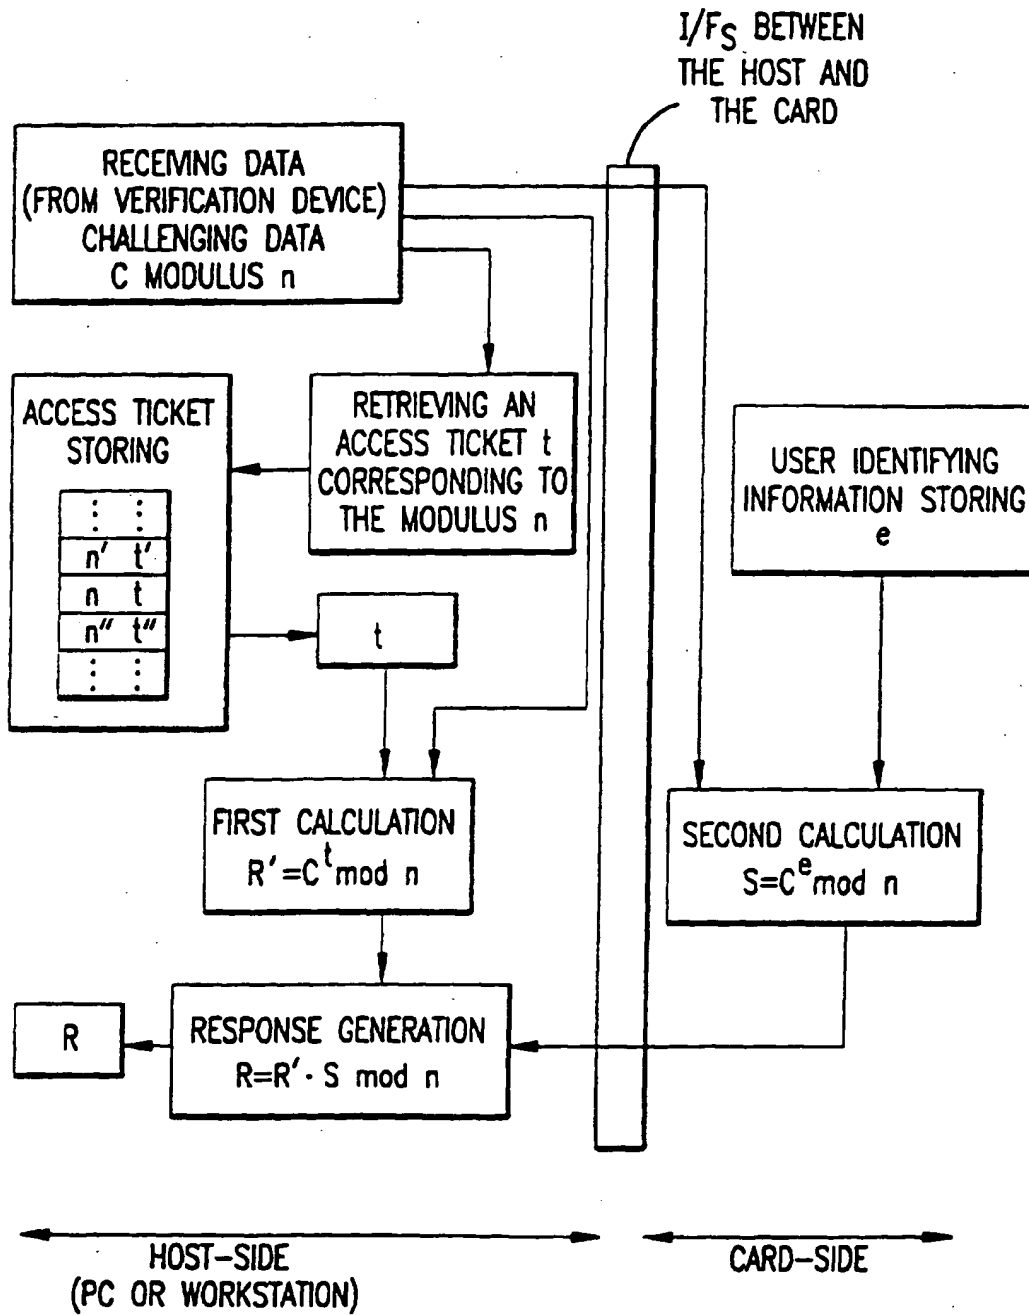 I/FS BETWEEN
THE HOST AND
THE CARD
RECEIVING DATA
(FROM VERIFICATION DEVICE)
CHALLENGING DATA
C MODULUS n
ACCESS TICKET
STORING
n' t'
n t
n" t"
RETRIEVING AN
ACCESS TICKET t
CORRESPONDING TO
THE MODULUS n
t
USER IDENTIFYING
INFORMATION STORING
e
FIRST CALCULATION
R'=C^t mod n
SECOND CALCULATION
S=C^e mod n
RESPONSE GENERATION
R=R'· S mod n
R
HOST-SIDE
(PC OR WORKSTATION)
CARD-SIDE